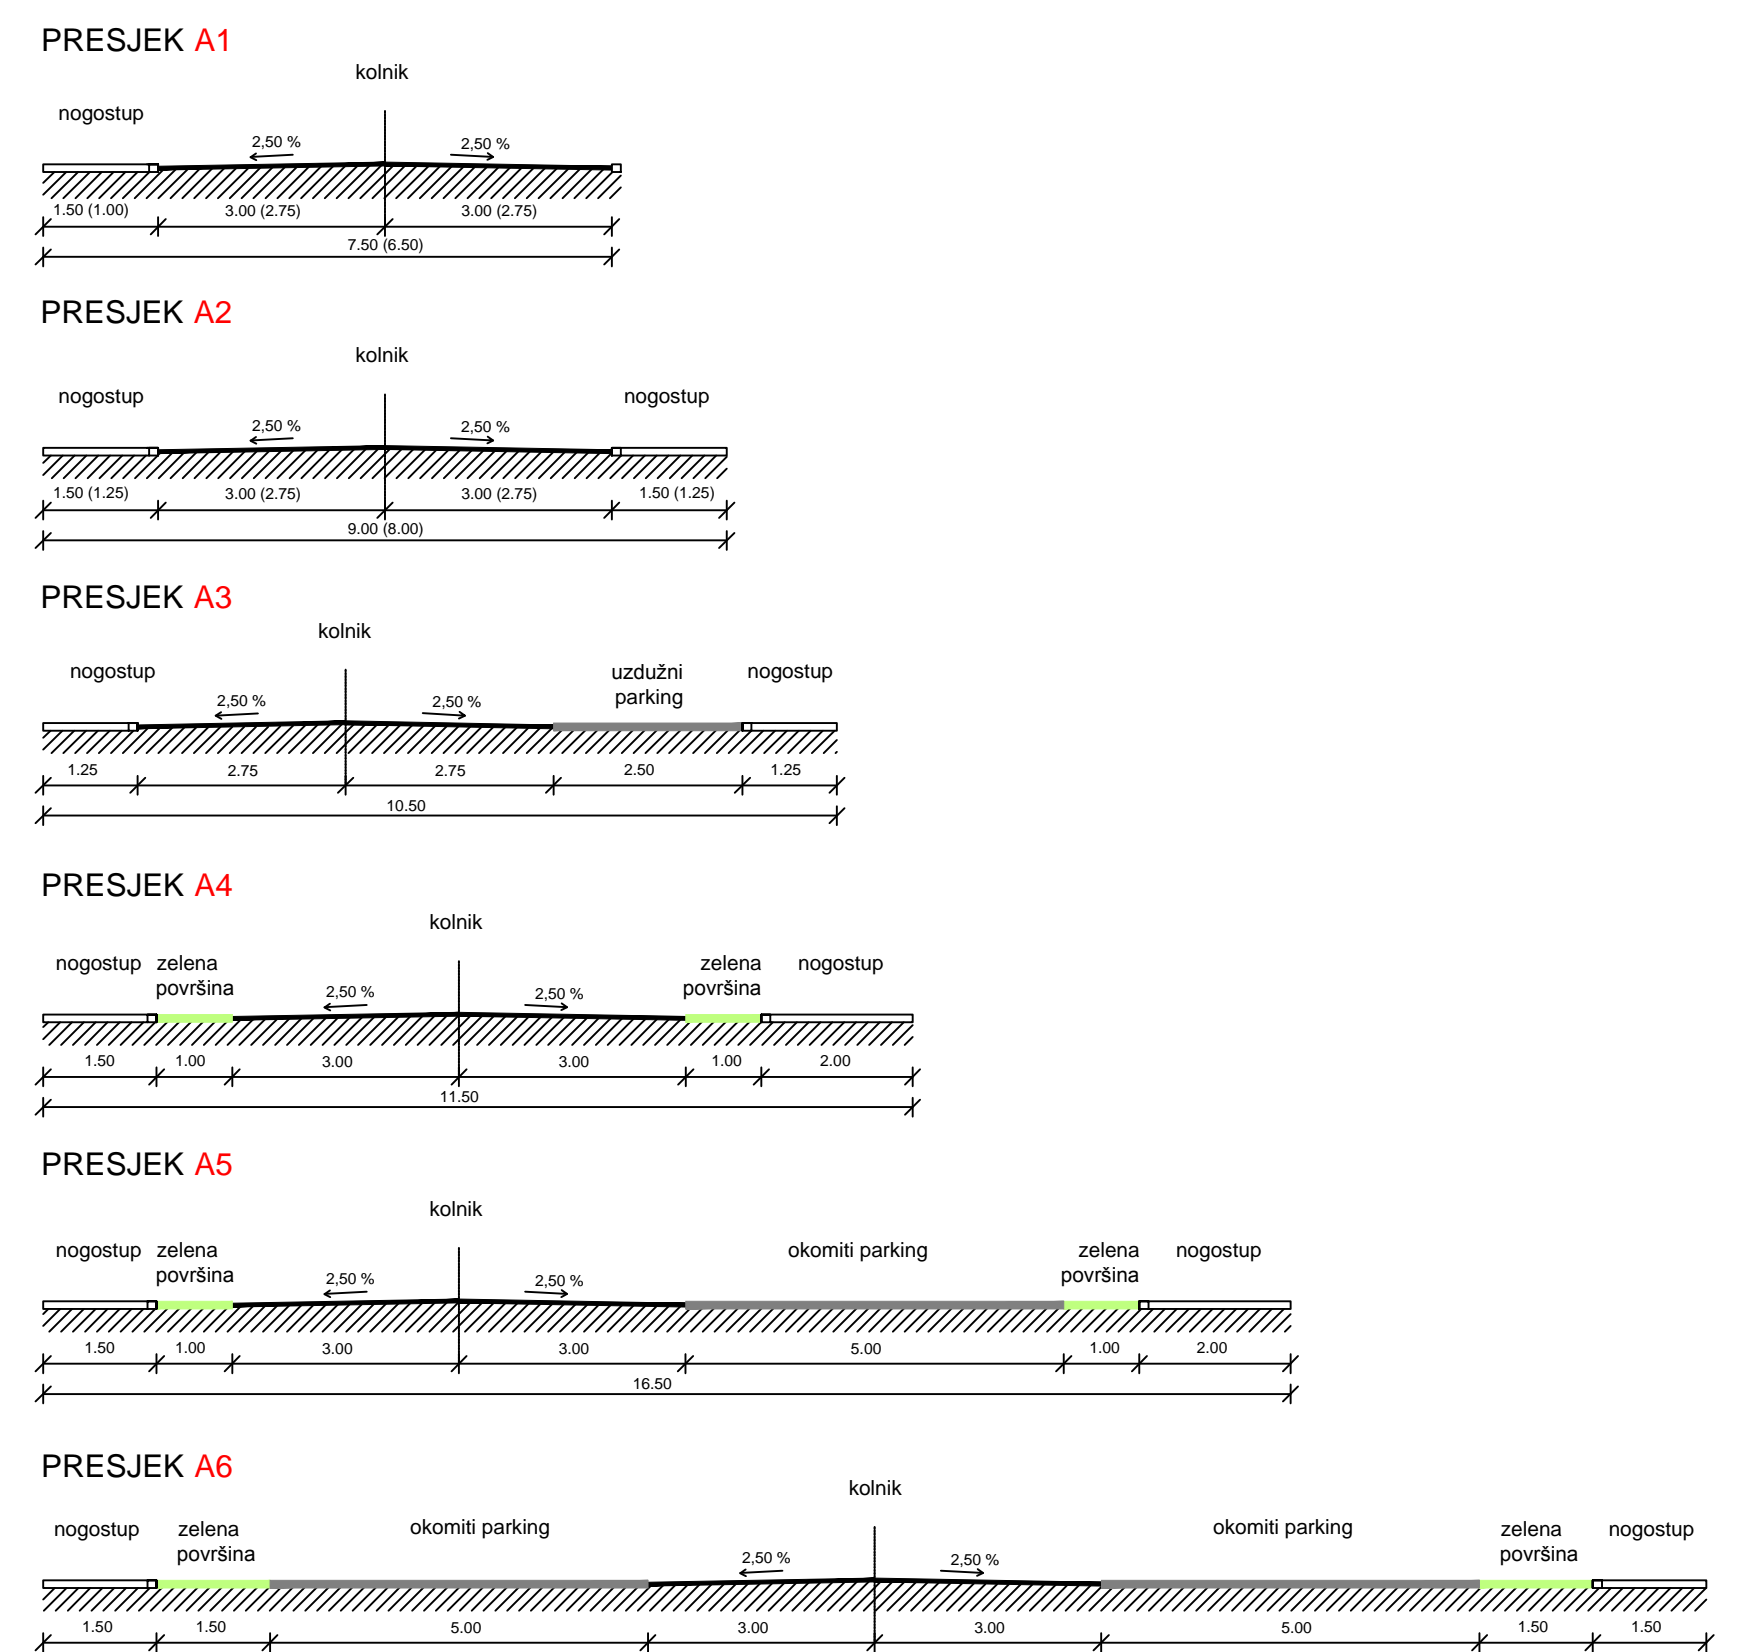 PRESJEK A1
kolnik
nogostup
2,50 % 2,50 %
1.50 (1.00) 3.00 (2.75) 3.00 (2.75)
7.50 (6.50)
PRESJEK A2
kolnik
nogostup nogostup
2,50 % 2,50 %
1.50 (1.25) 3.00 (2.75) 3.00 (2.75) 1.50 (1.25)
9.00 (8.00)
PRESJEK A3
kolnik
nogostup uzdužni nogostup
parking
2,50 % 2,50 %
1.25 2.75 2.75 2.50 1.25
10.50
PRESJEK A4
kolnik
nogostup zelena zelena nogostup
površina površina
2,50 % 2,50 %
1.50 1.00 3.00 3.00 1.00 2.00
11.50
PRESJEK A5
kolnik
nogostup zelena okomiti parking zelena nogostup
površina površina
2,50 % 2,50 %
1.50 1.00 3.00 3.00 5.00 1.00 2.00
16.50
PRESJEK A6
kolnik
nogostup zelena okomiti parking okomiti parking zelena nogostup
površina površina
2,50 % 2,50 %
1.50 1.50 5.00 3.00 3.00 5.00 1.50 1.50